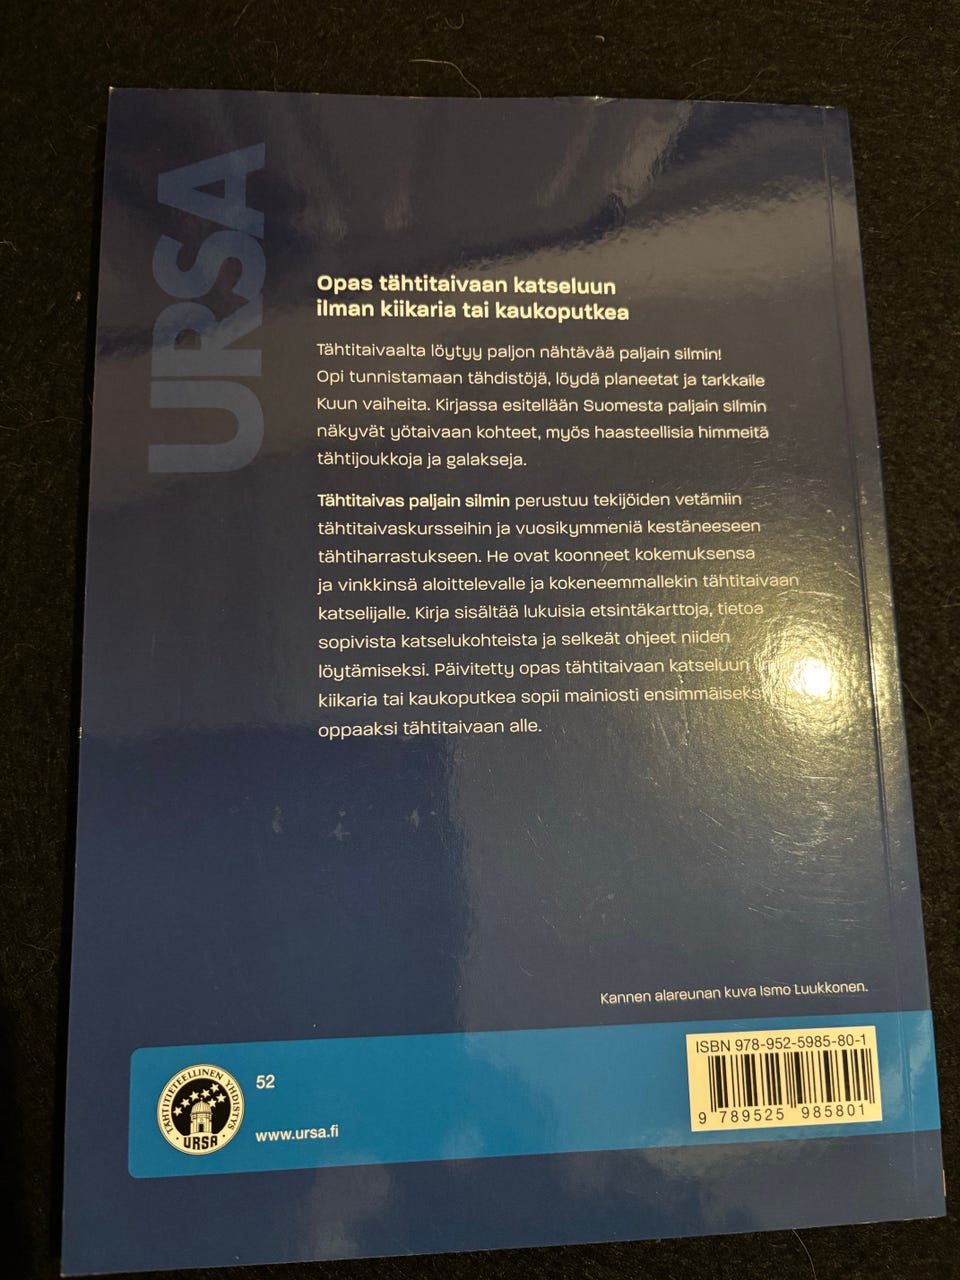 URSA
Opas tähtitaivaan katseluun
ilman kiikaria tai kaukoputkea
Tähtitaivaalta löytyy paljon nähtävää paljain silmin!
Opi tunnistamaan tähdistöjä, löydä planeetat ja tarkkaile
Kuun vaiheita. Kirjassa esitellään Suomesta paljain silmin
näkyvät yötaivaan kohteet, myös haasteellisia himmeitä
tähtijoukkoja ja galakseja.
Tähtitaivas paljain silmin perustuu tekijöiden vetämiin
tähtitaivaskursseihin ja vuosikymmeniä kestäneeseen
tähtiharrastukseen. He ovat koonneet kokemuksensa
ja vinkkinsä aloittelevalle ja kokeneemmallekin tähtitaivaan
katselijalle. Kirja sisältää lukuisia etsintäkarttoja, tietoa
sopivista katselukohteista ja selkeät ohjeet niiden
löytämiseksi. Päivitetty opas tähtitaivaan katseluun
kiikaria tai kaukoputkea sopii mainiosti ensimmäiseksi
oppaaksi tähtitaivaan alle.
Kannen alareunan kuva Ismo Luukkonen.
ISBN 978-952-5985-80-1
9 789525 985801
TÄHTITIETEELLINEN YHDISTYS
URSA
52
www.ursa.fi